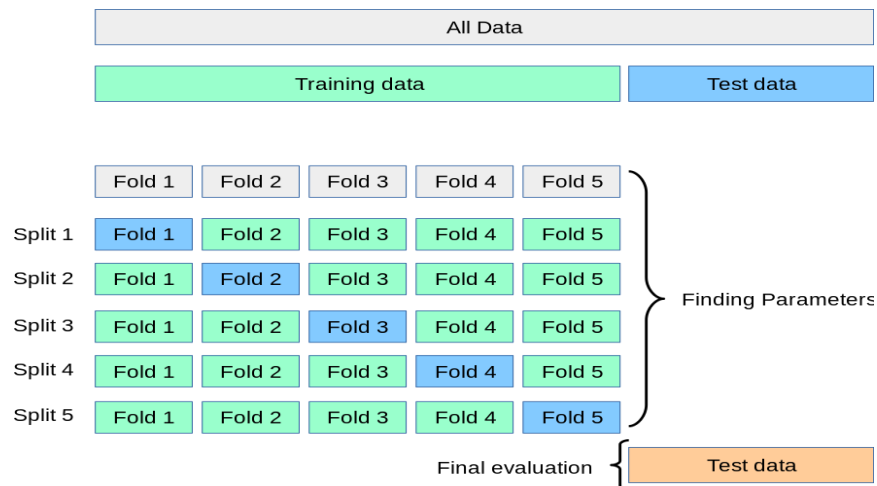 All Data
Training data Test data
Fold 1 Fold 2 Fold 3 Fold 4 Fold 5
Split 1 Fold 1 Fold 2 Fold 3 Fold 4 Fold 5
Split 2 Fold 1 Fold 2 Fold 3 Fold 4 Fold 5
Finding Parameters
Split 3 Fold 1 Fold 2 Fold 3 Fold 4 Fold 5
Split 4 Fold 1 Fold 2 Fold 3 Fold 4 Fold 5
Split 5 Fold 1 Fold 2 Fold 3 Fold 4 Fold 5
Final evaluation Test data